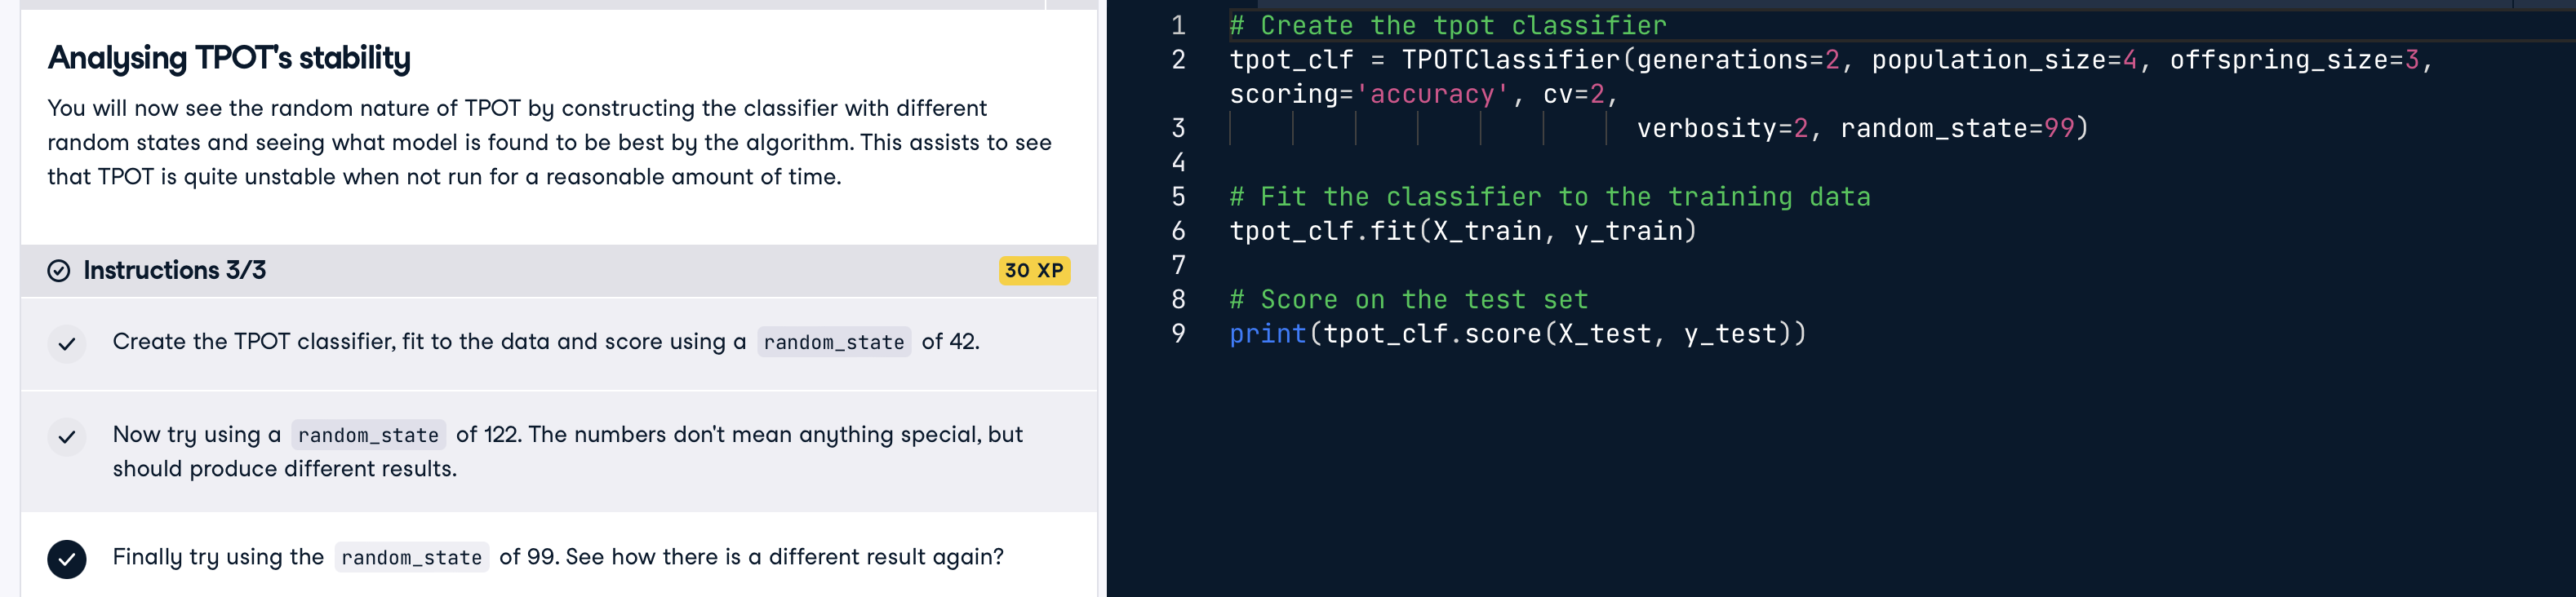 Analysing TPOT's stability
You will now see the random nature of TPOT by constructing the classifier with different
random states and seeing what model is found to be best by the algorithm. This assists to see
that TPOT is quite unstable when not run for a reasonable amount of time.
Instructions 3/3
30 XP
Create the TPOT classifier, fit to the data and score using a random_state of 42.
Now try using a random_state of 122. The numbers don't mean anything special, but
should produce different results.
Finally try using the random_state of 99. See how there is a different result again?
1 # Create the tpot classifier
2 tpot_clf = TPOTClassifier(generations=2, population_size=4, offspring_size=3,
scoring='accuracy', cv=2,
3 verbosity=2, random_state=99)
4
5 # Fit the classifier to the training data
6 tpot_clf.fit(X_train, y_train)
7
8 # Score on the test set
9 print(tpot_clf.score(X_test, y_test))